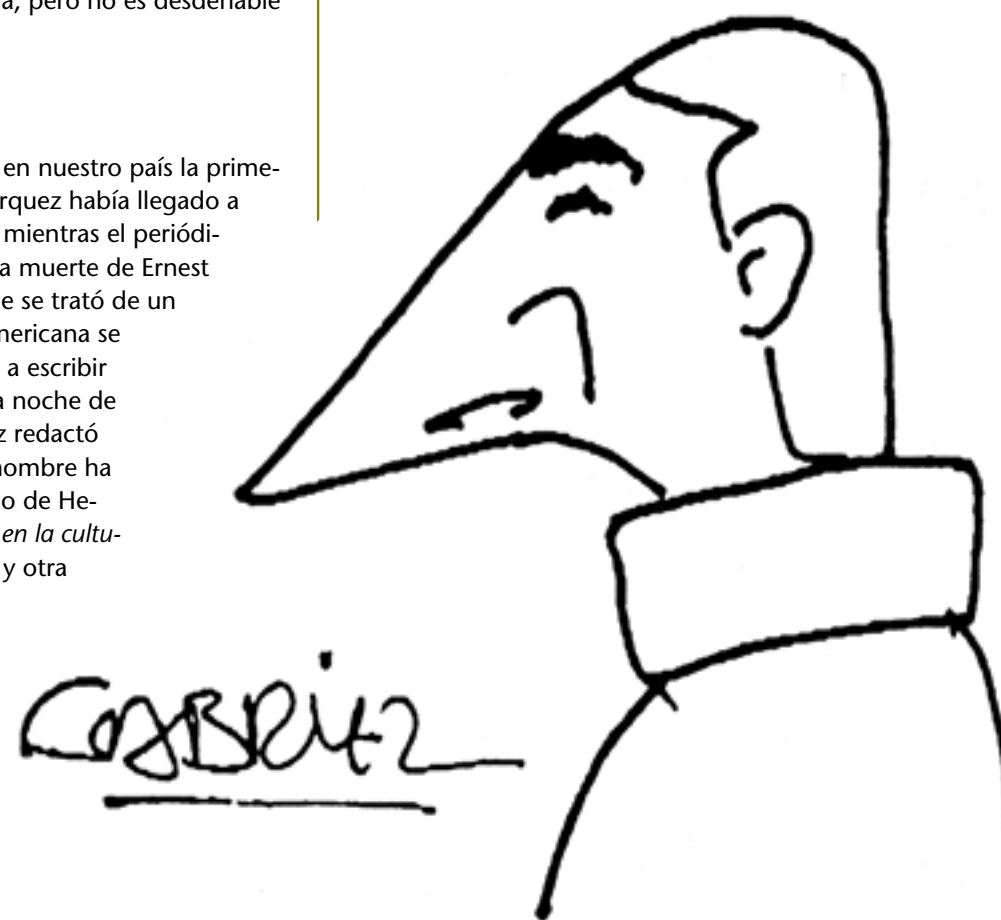 a, pero no es desdeñable
en nuestro país la prime-
rquez había llegado a
mientras el periódi-
a muerte de Ernest
e se trató de un
nericana se
a escribir
a noche de
z redactó
nombre ha
o de He-
en la cultu-
y otra